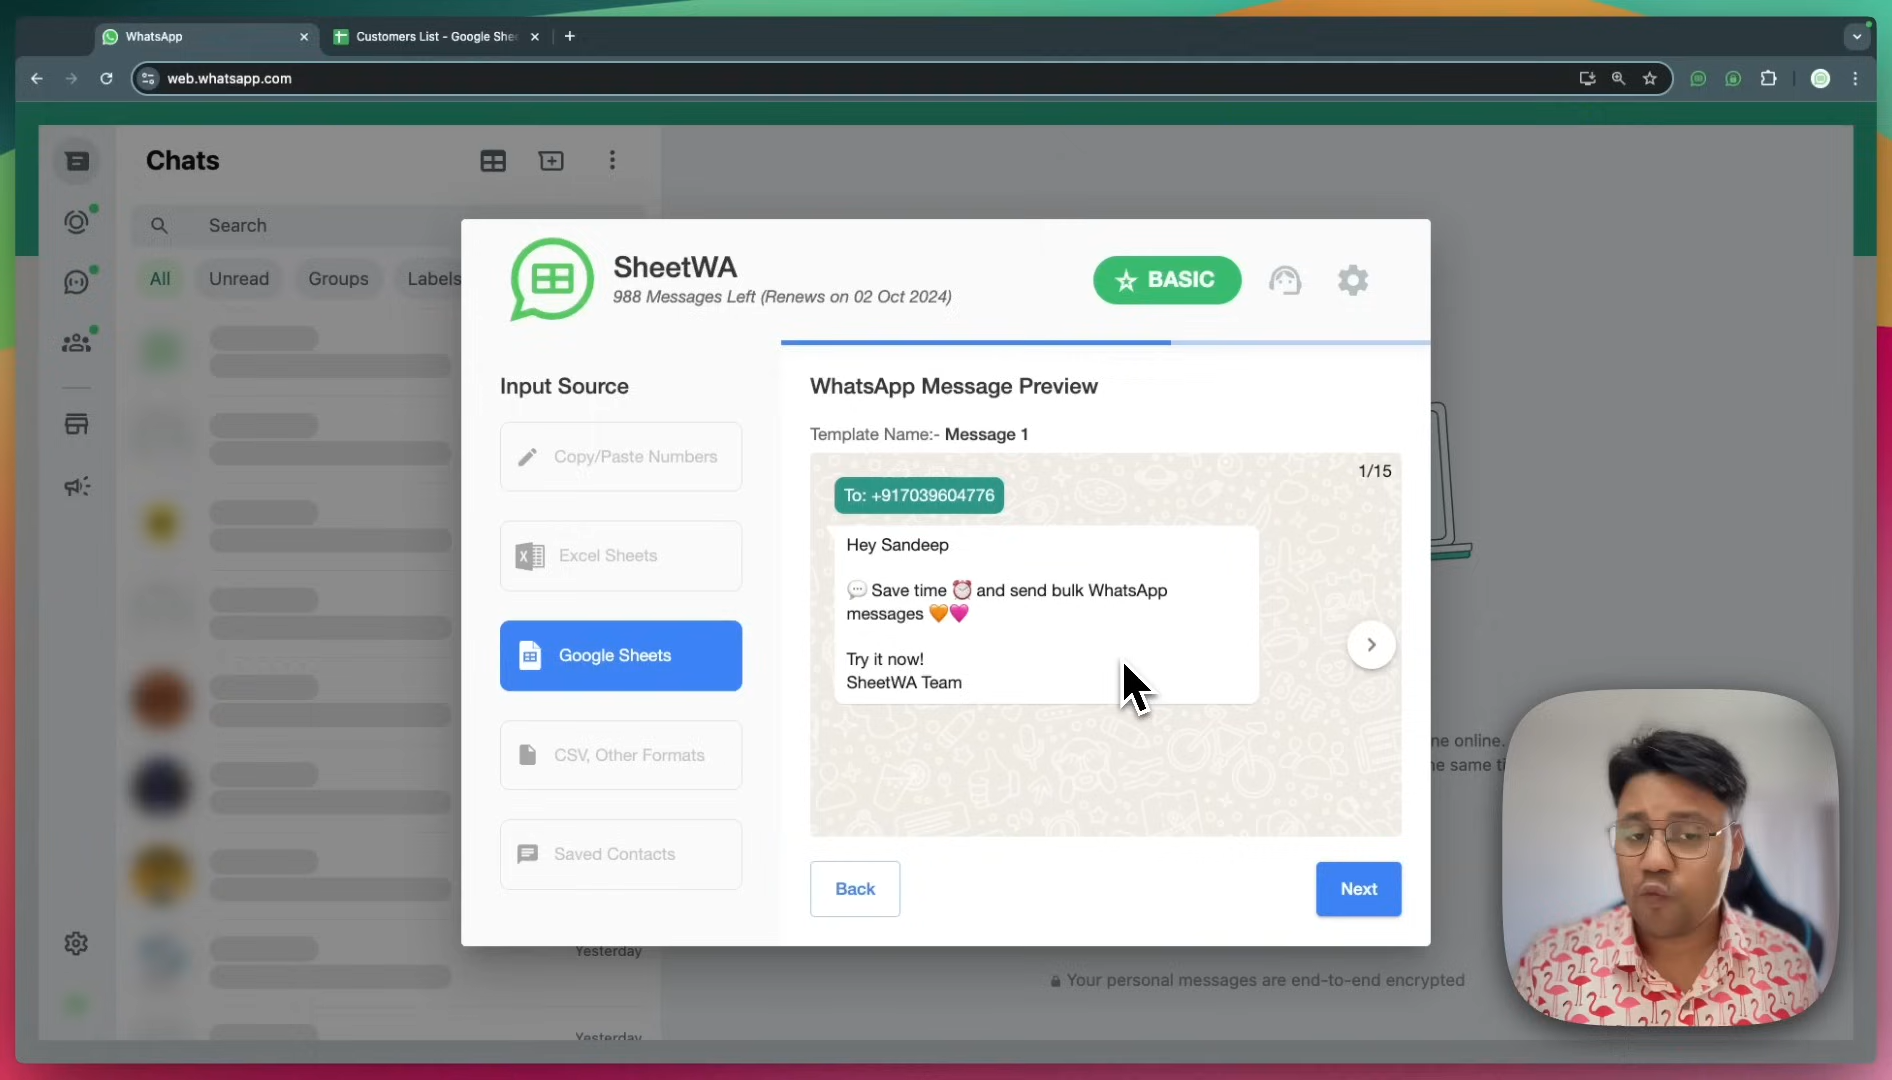 WhatsApp
Customers List - Google Shee
web.whatsapp.com
Chats
Search
All
Unread
Groups
Labels
SheetWA
988 Messages Left (Renews on 02 Oct 2024)
BASIC
Input Source
Copy/Paste Numbers
Excel Sheets
Google Sheets
CSV, Other Formats
Saved Contacts
WhatsApp Message Preview
Template Name:- Message 1
1/15
To: +917039604776
Hey Sandeep
💬 Save time ⏰ and send bulk WhatsApp
messages 🧡💗
Try it now!
SheetWA Team
Back
Next
ne online.
he same ti
Yesterday
Your personal messages are end-to-end encrypted
Yesterday